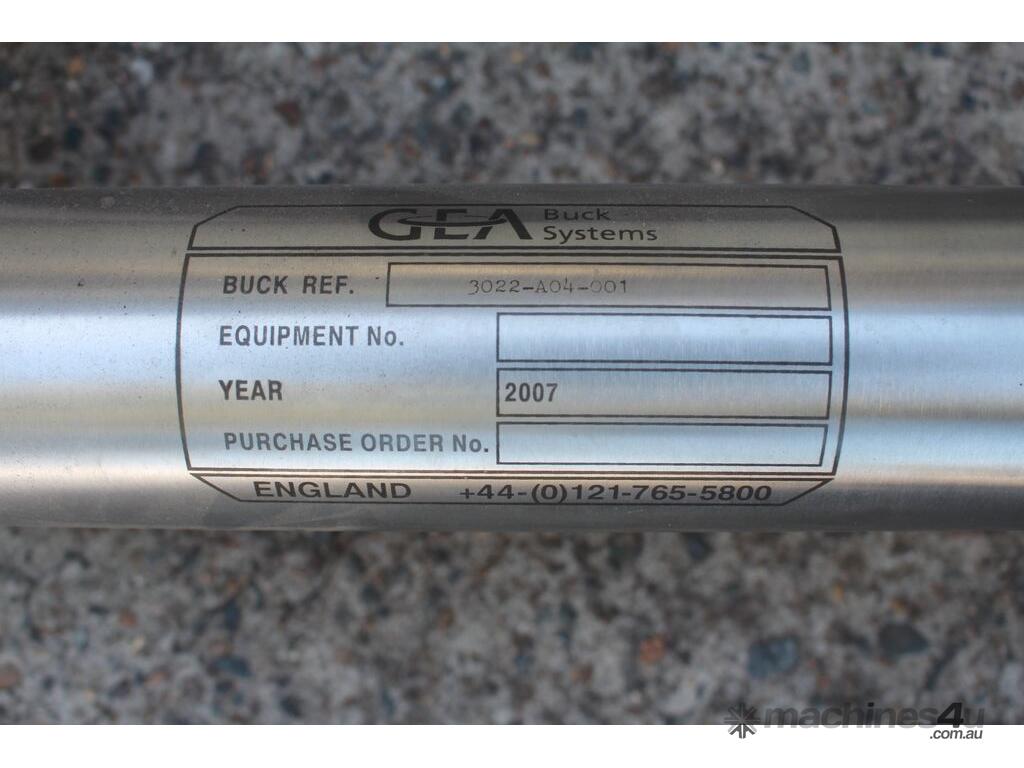 GEA Buck
Systems
BUCK REF. 3022-A04-001
EQUIPMENT No.
YEAR 2007
PURCHASE ORDER No.
ENGLAND +44-(0)121-765-5800
machines4u
.com.au